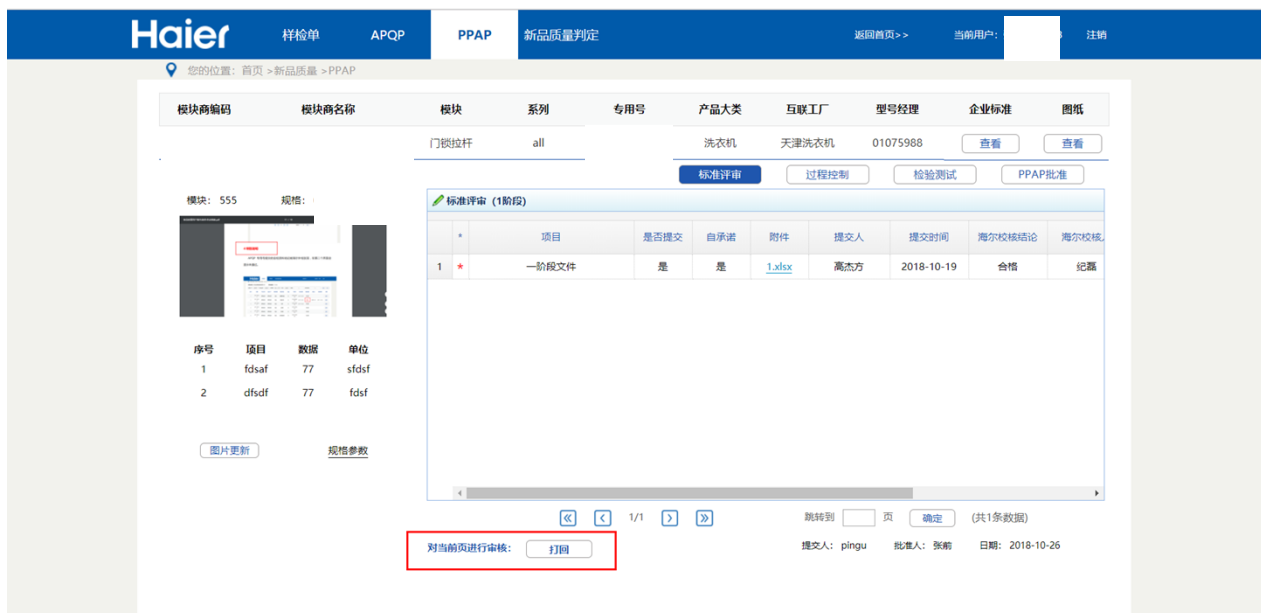 Haier 样检单 APQP PPAP 新品质量判定 返回首页>> 当前用户: 注销
您的位置: 首页 >新品质量 >PPAP
模块商编码 模块商名称 模块 系列 专用号 产品大类 互联工厂 型号经理 企业标准 图纸
门锁拉杆 all 洗衣机 天津洗衣机 01075988 查看 查看
标准评审 过程控制 检验测试 PPAP批准
模块: 555 规格:
标准评审 (1阶段)
* 项目 是否提交 自承诺 附件 提交人 提交时间 海尔校核结论 海尔校核
1 * 一阶段文件 是 是 1.xlsx 高杰方 2018-10-19 合格 纪磊
序号 项目 数据 单位
1 fdsaf 77 sfdsf
2 dfsdf 77 fdsf
图片更新 规格参数
1/1 跳转到 页 确定 (共1条数据)
对当前页进行审核: 打回 提交人: pingu 批准人: 张前 日期: 2018-10-26